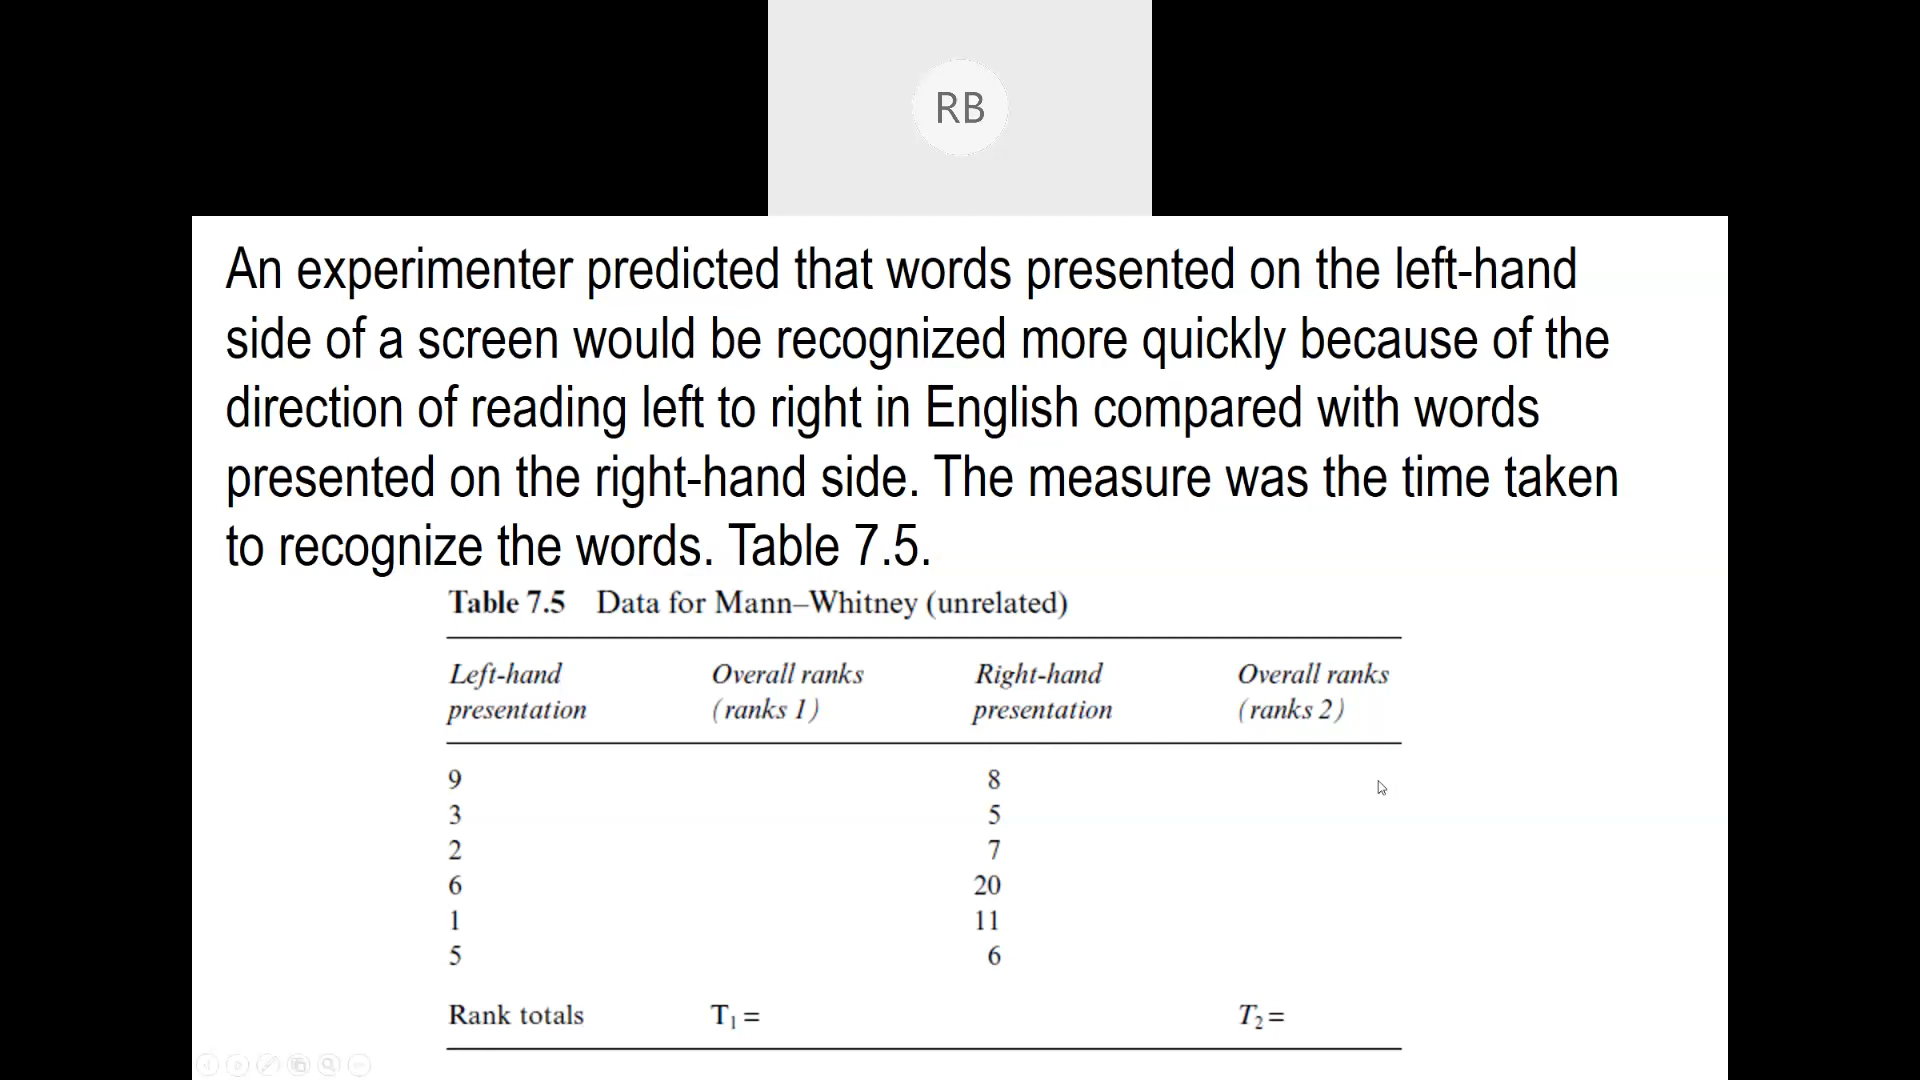 RB
An experimenter predicted that words presented on the left-hand
side of a screen would be recognized more quickly because of the
direction of reading left to right in English compared with words
presented on the right-hand side. The measure was the time taken
to recognize the words. Table 7.5.
Table 7.5 Data for Mann–Whitney (unrelated)
Left-hand presentation Overall ranks (ranks 1) Right-hand presentation Overall ranks (ranks 2)
9 8
3 5
2 7
6 20
1 11
5 6
Rank totals T1 = T2 =